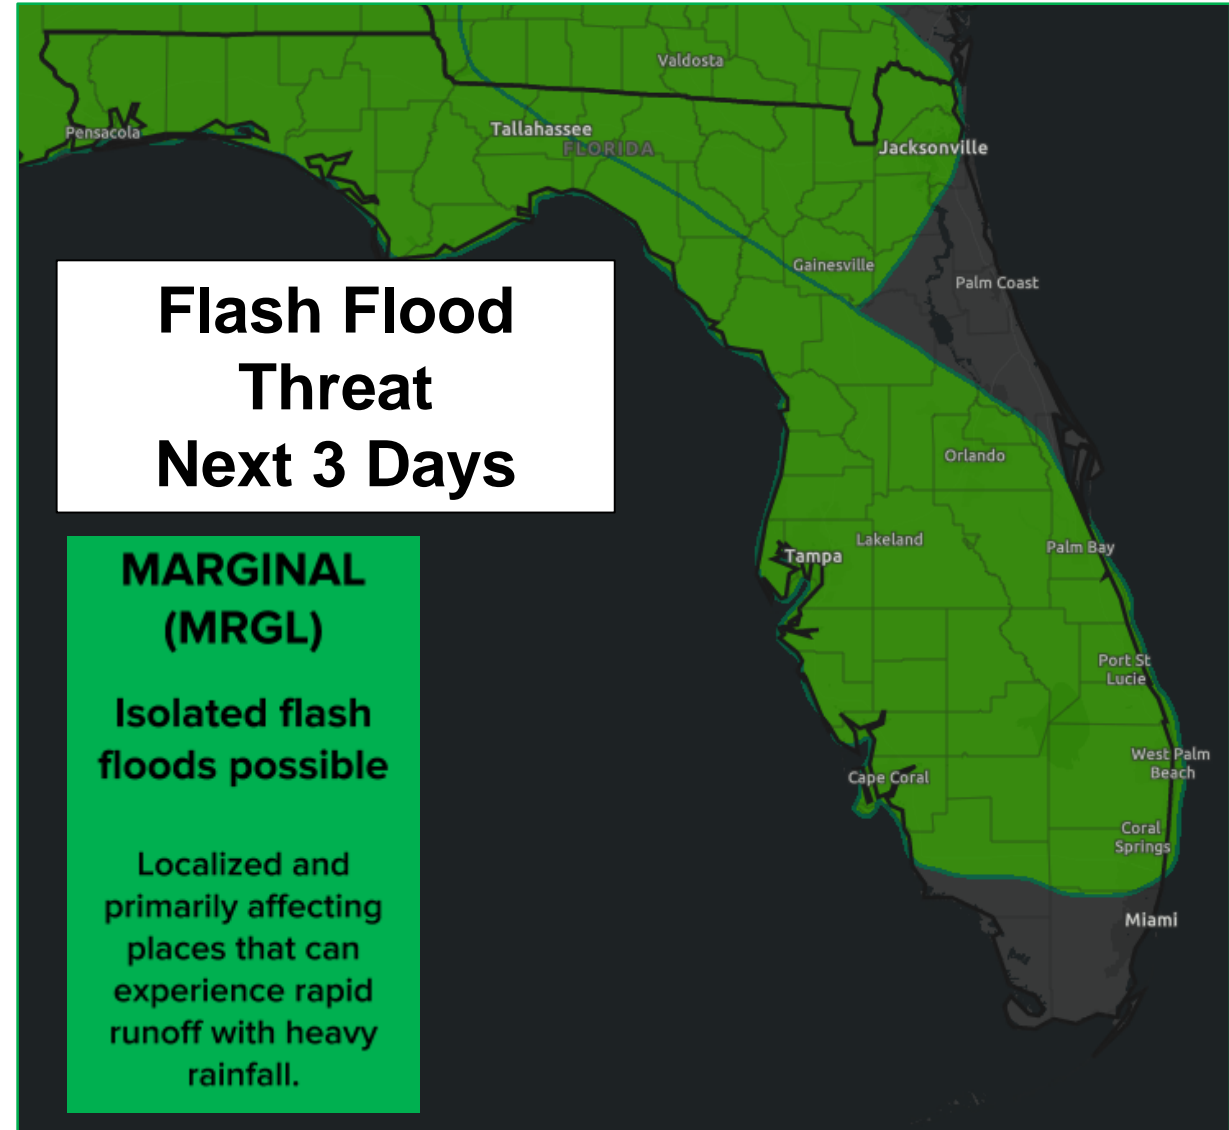 Valdosta
Pensacola
Tallahassee
FLORIDA
Jacksonville
Gainesville
Palm Coast
Flash Flood
Threat
Next 3 Days
Orlando
Lakeland
Tampa
Palm Bay
MARGINAL
(MRGL)
Isolated flash
floods possible
Localized and
primarily affecting
places that can
experience rapid
runoff with heavy
rainfall.
Port St
Lucie
West Palm
Beach
Cape Coral
Coral
Springs
Miami